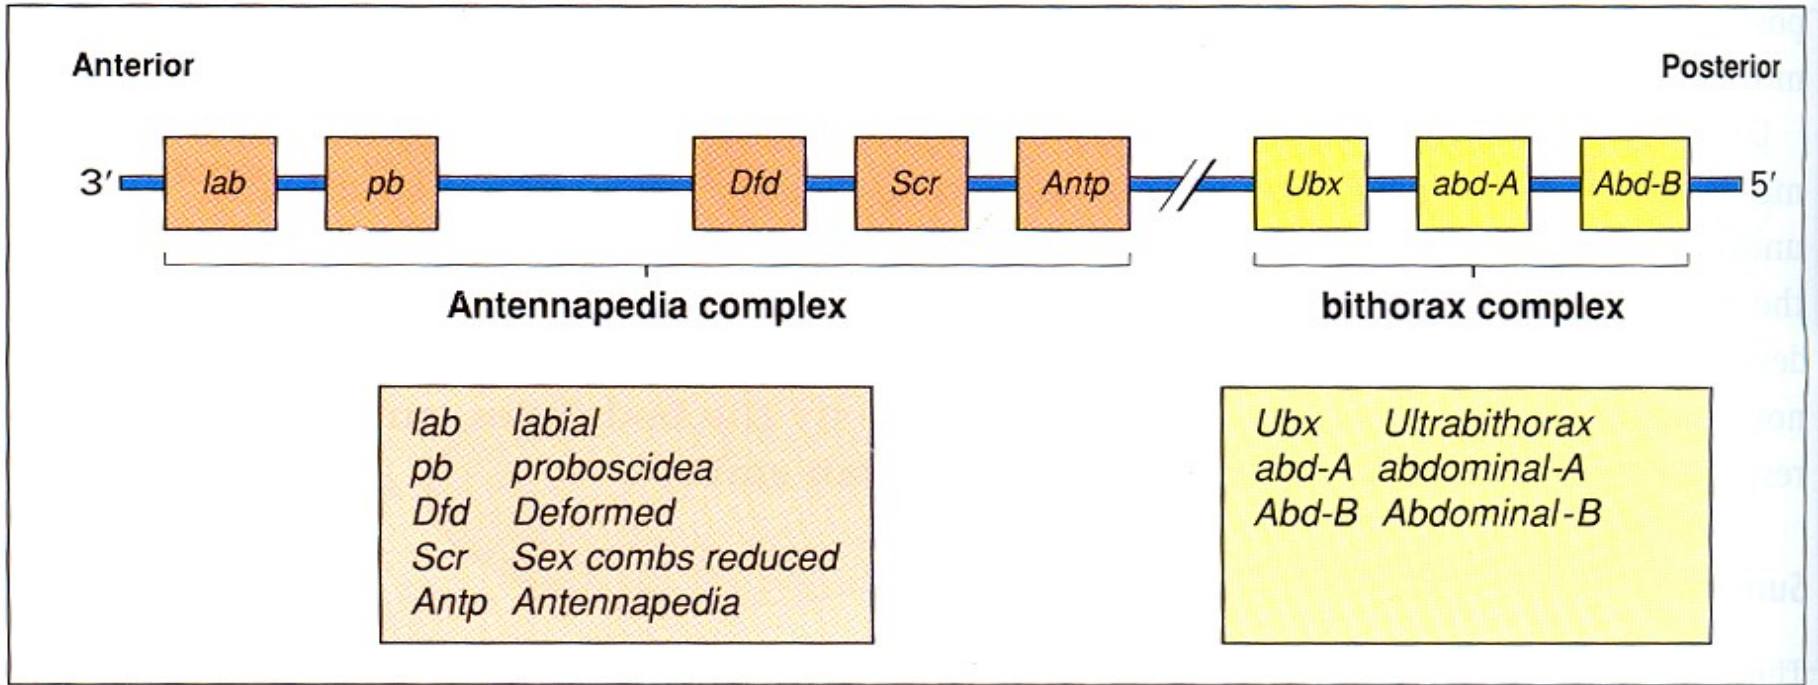 Anterior Posterior
3′ lab pb Dfd Scr Antp Ubx abd-A Abd-B 5′
Antennapedia complex bithorax complex
lab labial
pb proboscidea
Dfd Deformed
Scr Sex combs reduced
Antp Antennapedia
Ubx Ultrabithorax
abd-A abdominal-A
Abd-B Abdominal-B